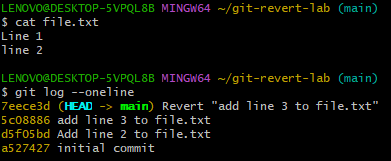 LENOVO@DESKTOP-5VPQL8B MINGW64 ~/git-revert-lab (main)
$ cat file.txt
Line 1
line 2
LENOVO@DESKTOP-5VPQL8B MINGW64 ~/git-revert-lab (main)
$ git log --oneline
7eece3d (HEAD -> main) Revert "add line 3 to file.txt"
5c08886 add line 3 to file.txt
d5f05bd Add line 2 to file.txt
a527427 initial commit